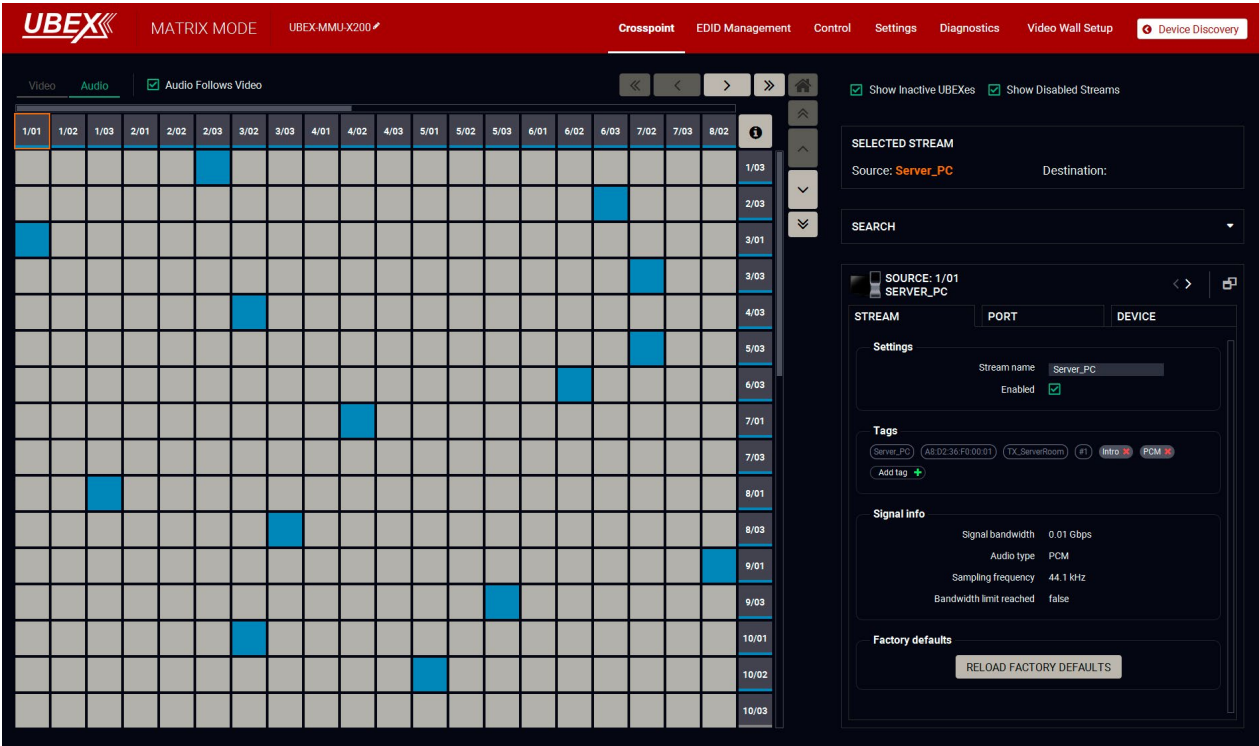 UBEX MATRIX MODE UBEX-MMU-X200 Crosspoint EDID Management Control Settings Diagnostics Video Wall Setup Device Discovery
Video Audio Audio Follows Video
1/01 1/02 1/03 2/01 2/02 2/03 3/02 3/03 4/01 4/02 4/03 5/01 5/02 5/03 6/01 6/02 6/03 7/02 7/03 8/02
1/03
2/03
3/01
3/03
4/03
5/03
6/03
7/01
7/03
8/01
8/03
9/01
9/03
10/01
10/02
10/03
Show Inactive UBEXes Show Disabled Streams
SELECTED STREAM
Source: Server_PC Destination:
SEARCH
SOURCE: 1/01
SERVER_PC
STREAM PORT DEVICE
Settings
Stream name Server_PC
Enabled
Tags
Server_PC A8:D2:36:F0:00:01 TX_ServerRoom #1 Intro PCM
Add tag
Signal info
Signal bandwidth 0.01 Gbps
Audio type PCM
Sampling frequency 44.1 kHz
Bandwidth limit reached false
Factory defaults
RELOAD FACTORY DEFAULTS